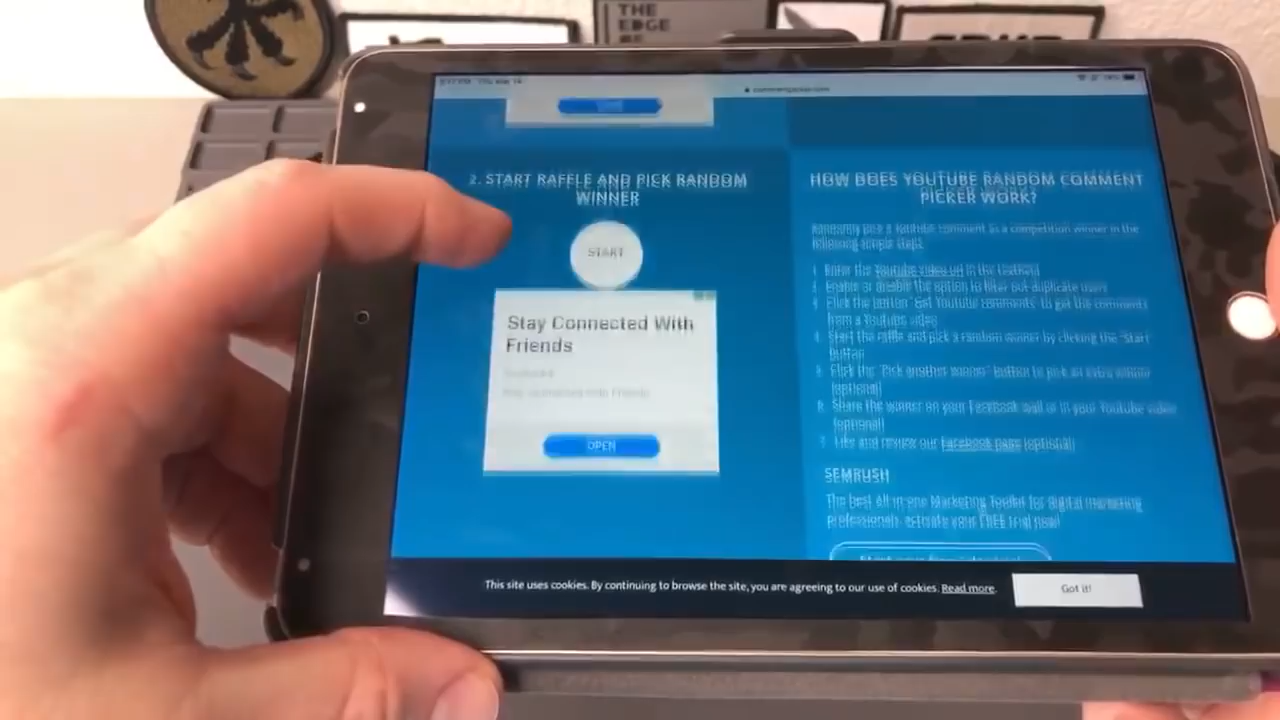 THE
EDGE
commentpicker.com
2. START RAFFLE AND PICK RANDOM
WINNER
START
Stay Connected With
Friends
OPEN
HOW DOES YOUTUBE RANDOM COMMENT
PICKER WORK?
Randomly pick a Youtube comment as a competition winner in the
following simple steps
1. Enter the Youtube video url in the textfield
2. Enable or disable the option to filter out duplicate users
3. Click the button "Get Youtube comments" to get the comments
from a Youtube video
4. Start the raffle and pick a random winner by clicking the "Start"
button
5. Click the "Pick another winner" button to pick an extra winner
(optional)
6. Share the winner on your Facebook wall or in your Youtube video
(optional)
7. Like and review our Facebook page (optional)
SEMRUSH
The best All-in-one Marketing Toolkit for digital marketing
professionals, activate your FREE trial now!
This site uses cookies. By continuing to browse the site, you are agreeing to our use of cookies. Read more.
Got it!